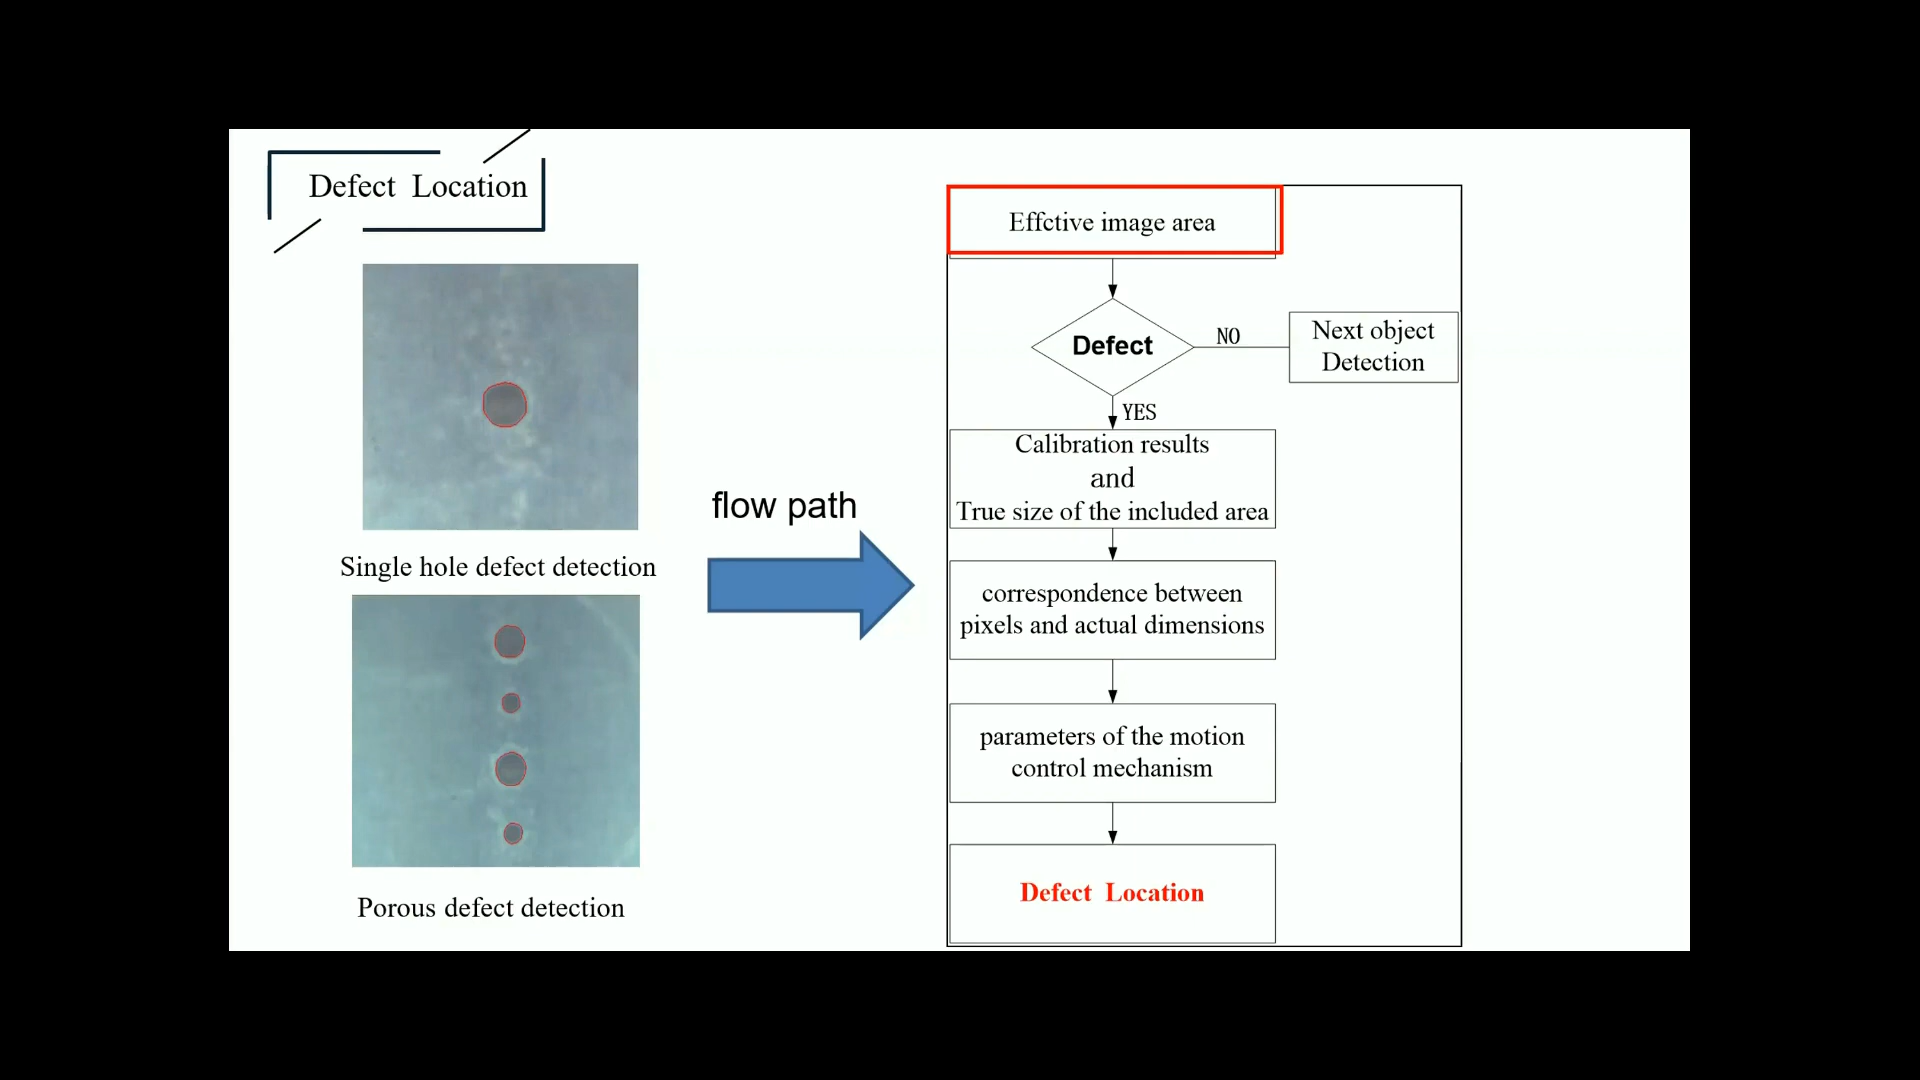 Defect Location
Single hole defect detection
Porous defect detection
flow path
Effctive image area
Defect
NO
Next object
Detection
YES
Calibration results
and
True size of the included area
correspondence between
pixels and actual dimensions
parameters of the motion
control mechanism
Defect Location